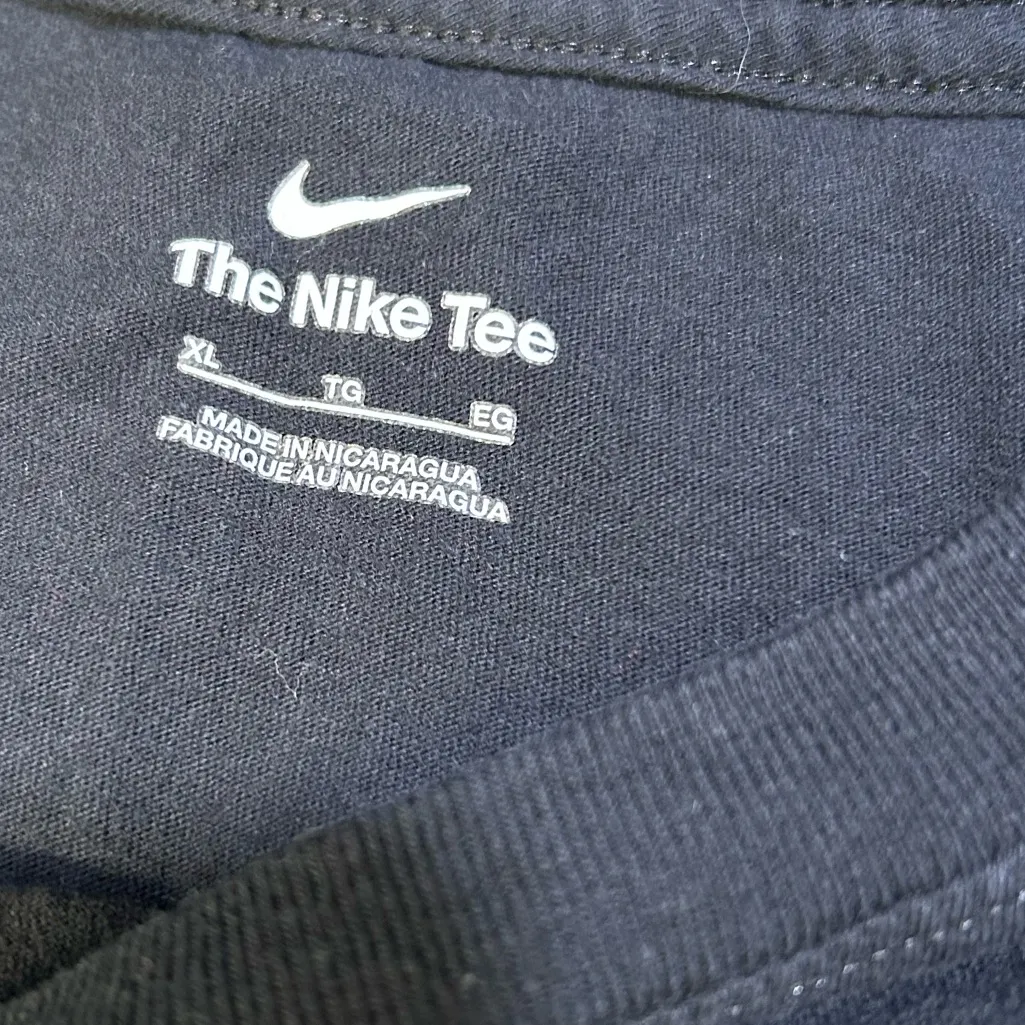 The Nike Tee
XL TG EG
MADE IN NICARAGUA
FABRIQUE AU NICARAGUA